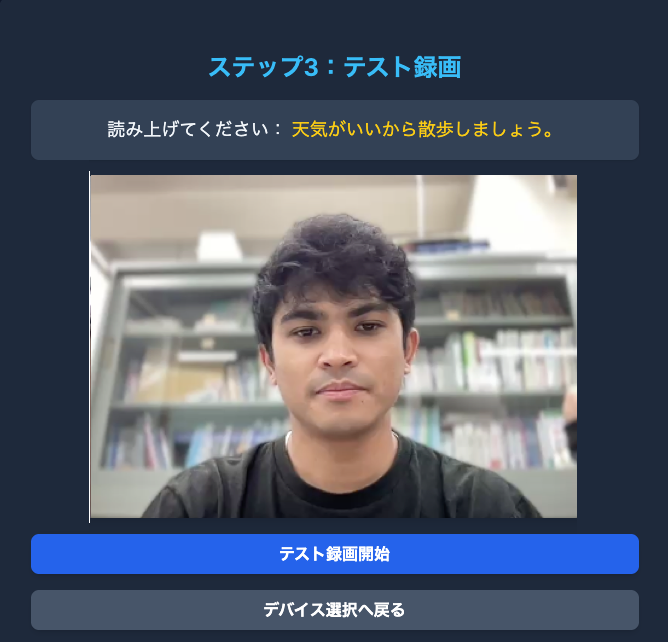 ステップ3：テスト録画
読み上げてください： 天気がいいから散歩しましょう。
テスト録画開始
デバイス選択へ戻る